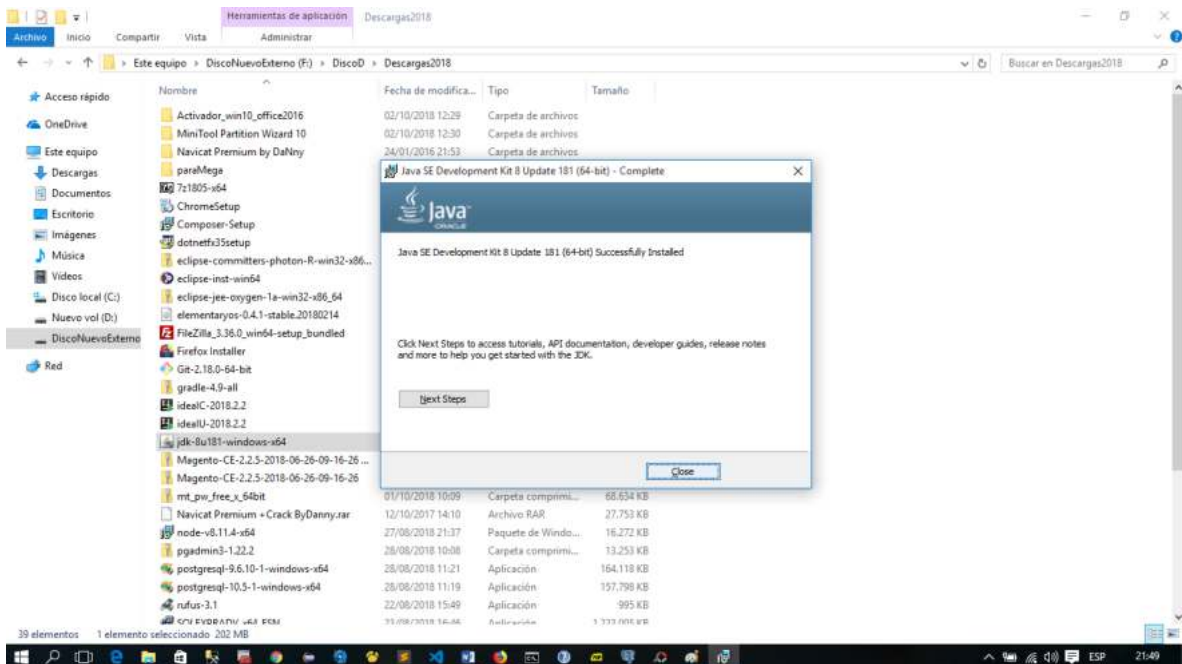 Herramientas de aplicación Descargas2018
Archivo Inicio Compartir Vista Administrar
Este equipo DiscoNuevoExterno (F:) DiscoD Descargas2018 Buscar en Descargas2018
Acceso rápido
OneDrive
Este equipo
Descargas
Documentos
Escritorio
Imágenes
Música
Vídeos
Disco local (C:)
Nuevo vol (D:)
DiscoNuevoExterno
Red
Nombre Fecha de modifica... Tipo Tamaño
Activador_win10_office2016 02/10/2018 12:29 Carpeta de archivos
MiniTool Partition Wizard 10 02/10/2018 12:30 Carpeta de archivos
Navicat Premium by DaNny 24/01/2016 21:53 Carpeta de archivos
paraMega
7z1805-x64
ChromeSetup
Composer-Setup
dotnetfx35setup
eclipse-committers-photon-R-win32-x86...
eclipse-inst-win64
eclipse-jee-oxygen-1a-win32-x86_64
elementaryos-0.4.1-stable.20180214
FileZilla_3.36.0_win64-setup_bundled
Firefox Installer
Git-2.18.0-64-bit
gradle-4.9-all
ideaIC-2018.2.2
ideaIU-2018.2.2
jdk-8u181-windows-x64
Magento-CE-2.2.5-2018-06-26-09-16-26 ...
Magento-CE-2.2.5-2018-06-26-09-16-26
mt_pw_free_x_64bit 01/10/2018 10:09 Carpeta comprimi... 68.634 KB
Navicat Premium +Crack ByDanny.rar 12/10/2017 14:10 Archivo RAR 27.753 KB
node-v8.11.4-x64 27/08/2018 21:37 Paquete de Windo... 16.272 KB
pgadmin3-1.22.2 28/08/2018 10:08 Carpeta comprimi... 13.253 KB
postgresql-9.6.10-1-windows-x64 28/08/2018 11:21 Aplicación 164.118 KB
postgresql-10.5-1-windows-x64 28/08/2018 11:19 Aplicación 157.798 KB
rufus-3.1 22/08/2018 15:49 Aplicación 995 KB
Java SE Development Kit 8 Update 181 (64-bit) - Complete
Java
ORACLE
Java SE Development Kit 8 Update 181 (64-bit) Successfully Installed
Click Next Steps to access tutorials, API documentation, developer guides, release notes
and more to help you get started with the JDK.
Next Steps
Close
39 elementos 1 elemento seleccionado 202 MB
ESP 21:49